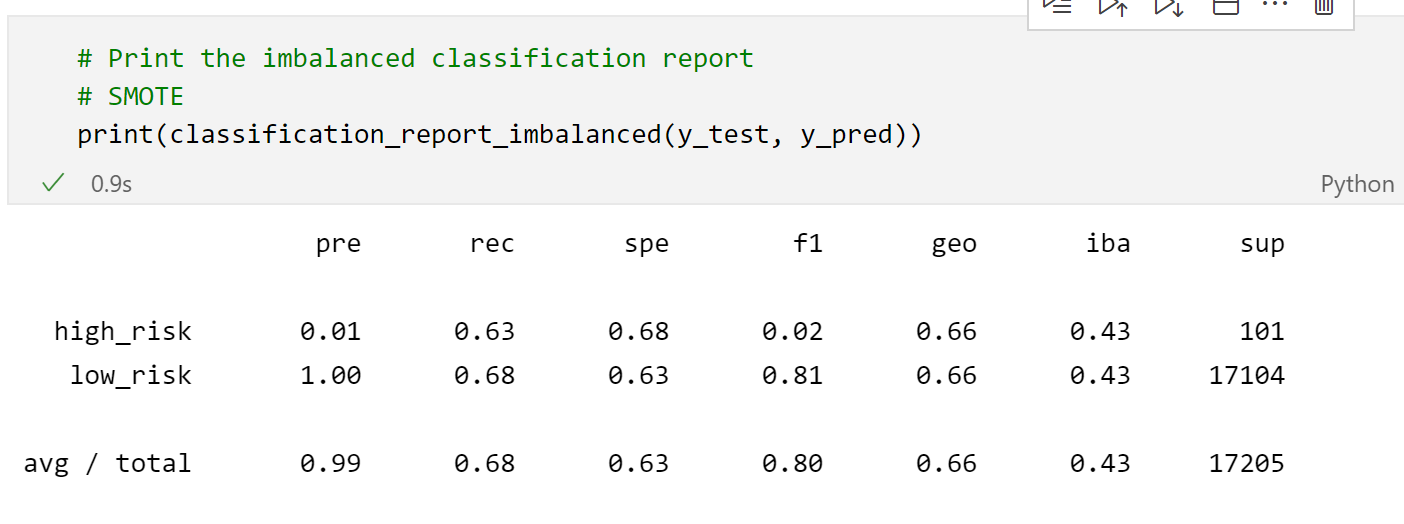 # Print the imbalanced classification report
# SMOTE
print(classification_report_imbalanced(y_test, y_pred))
0.9s Python
pre rec spe f1 geo iba sup
high_risk 0.01 0.63 0.68 0.02 0.66 0.43 101
low_risk 1.00 0.68 0.63 0.81 0.66 0.43 17104
avg / total 0.99 0.68 0.63 0.80 0.66 0.43 17205